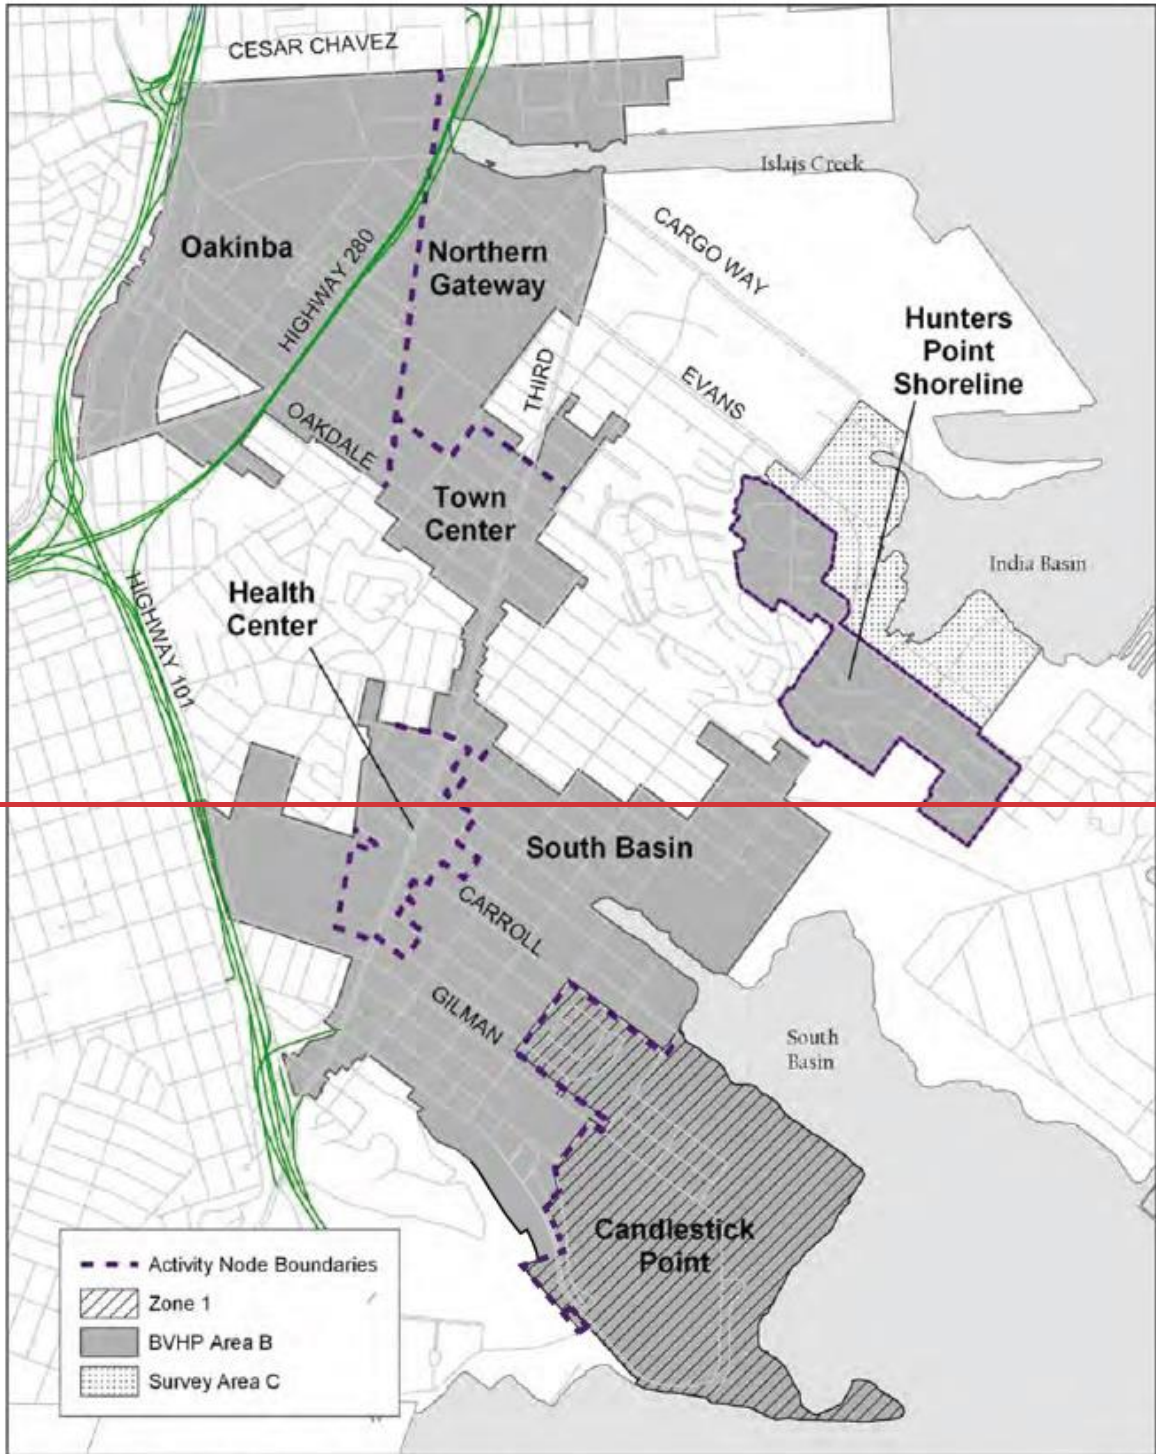 CESAR CHAVEZ
Islais Creek
CARGO WAY
Oakinba
HIGHWAY 280
Northern
Gateway
Hunters
Point
Shoreline
THIRD
EVANS
OAKDALE
Town
Center
India Basin
Health
Center
HIGHWAY 101
South Basin
CARROLL
GILMAN
South
Basin
Candlestick
Point
Activity Node Boundaries
Zone 1
BVHP Area B
Survey Area C